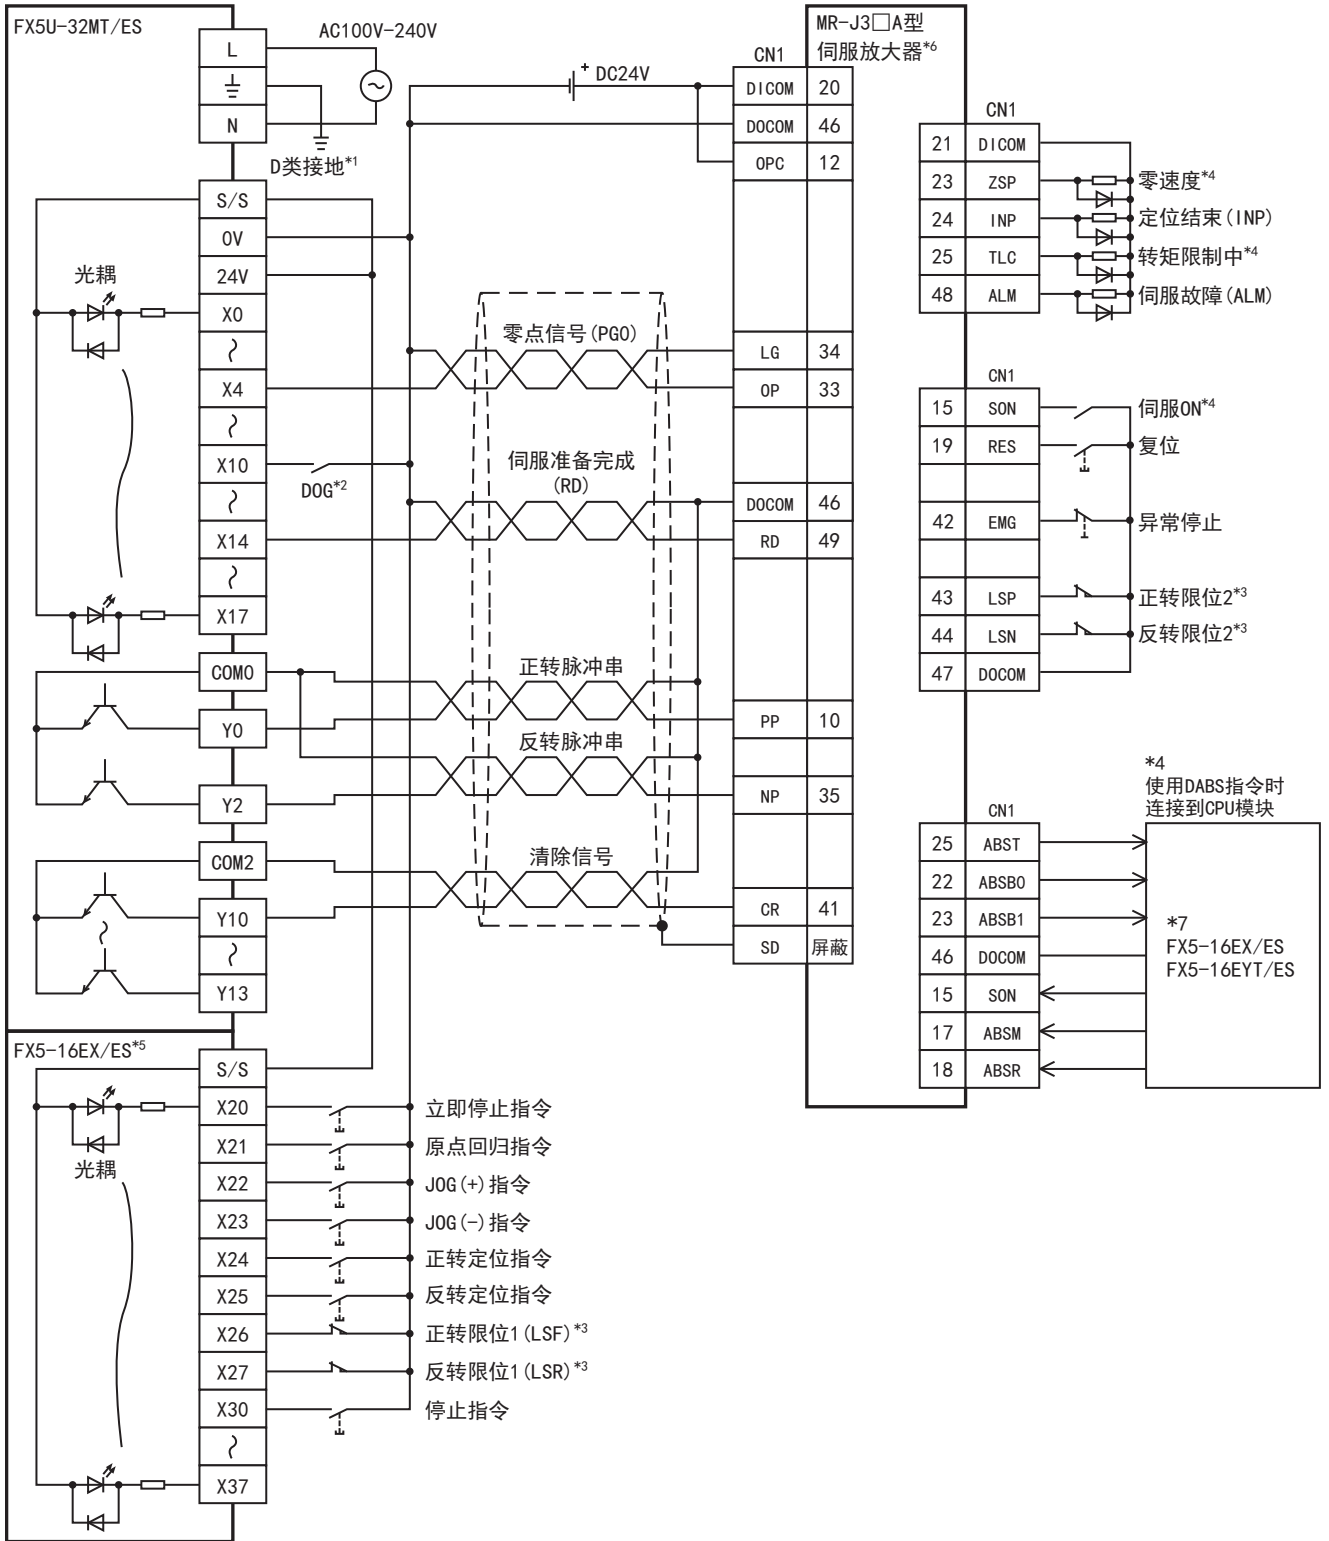 FX5U-32MT/ES
L
N
AC100V-240V
D类接地*1
S/S
0V
24V
X0
X4
X10
X14
X17
COM0
Y0
Y2
COM2
Y10
Y13
光耦
DOG*2
+ DC24V
零点信号(PG0)
伺服准备完成
(RD)
正转脉冲串
反转脉冲串
清除信号
FX5-16EX/ES*5
S/S
X20 立即停止指令
X21 原点回归指令
X22 JOG(+)指令
X23 JOG(-)指令
X24 正转定位指令
X25 反转定位指令
X26 正转限位1(LSF)*3
X27 反转限位1(LSR)*3
X30 停止指令
X37
光耦
MR-J3□A型
伺服放大器*6
CN1
DICOM 20
DOCOM 46
OPC 12
LG 34
OP 33
DOCOM 46
RD 49
PP 10
NP 35
CR 41
SD 屏蔽
CN1
21 DICOM
23 ZSP 零速度*4
24 INP 定位结束(INP)
25 TLC 转矩限制中*4
48 ALM 伺服故障(ALM)
CN1
15 SON 伺服ON*4
19 RES 复位
42 EMG 异常停止
43 LSP 正转限位2*3
44 LSN 反转限位2*3
47 DOCOM
CN1
25 ABST
22 ABSB0
23 ABSB1
46 DOCOM
15 SON
17 ABSM
18 ABSR
*4
使用DABS指令时
连接到CPU模块
*7
FX5-16EX/ES
FX5-16EYT/ES